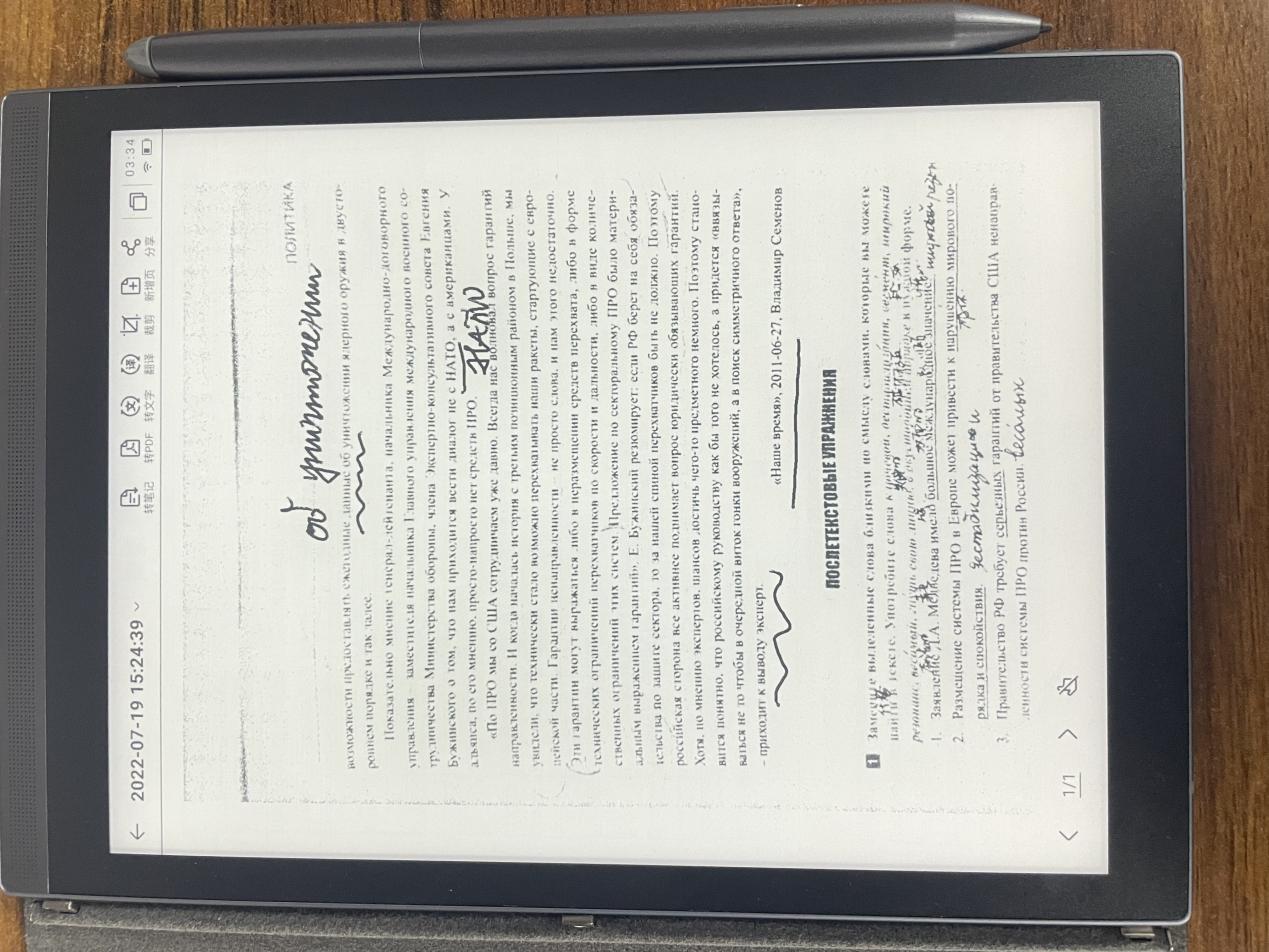 03:34
2022-07-19 15:24:39
转笔记 转PDF 转文字 翻译 裁剪 新增页 分享
ПОЛИТИКА
об уничтожении
возможности предоставлять ежегодные данные об уничтожении ядерного оружия в двусто-
роннем порядке и так далее.
Показательно мнение генерал-лейтенанта, начальника Международно-договорного
управления – заместителя начальника Главного управления международного военного со-
трудничества Министерства обороны, члена Экспертно-консультативного совета Евгения
Бужинского о том, что нам приходится вести диалог не с НАТО, а с американцами. У
альянса, по его мнению, просто-напросто нет средств ПРО.
НАТО
«По ПРО мы со США сотрудничаем уже давно. Всегда нас волновал вопрос гарантий
направленности. И когда началась история с третьим позиционным районом в Польше, мы
увидели, что технически стало возможно перехватывать наши ракеты, стартующие с евро-
пейской части. Гарантии ненаправленности – не просто слова, и нам этого недостаточно.
Эти гарантии могут выражаться либо в неразмещении средств перехвата, либо в форме
технических ограничений перехватчиков по скорости и дальности, либо в виде количе-
ственных ограничений этих систем. Предложение по секторальному ПРО было матери-
альным выражением гарантий». Е. Бужинский резюмирует: если РФ берет на себя обяза-
тельства по защите сектора, то за нашей спиной перехватчиков быть не должно. Поэтому
российская сторона все активнее поднимает вопрос юридически обязывающих гарантий.
Хотя, по мнению экспертов, шансов достичь чего-то предметного немного. Поэтому стано-
вится понятно, что российскому руководству как бы того не хотелось, а придется «ввязы-
ваться не то чтобы в очередной виток гонки вооружений, а в поиск симметричного ответа»,
– приходит к выводу эксперт.
«Наше время», 2011-06-27, Владимир Семенов
ПОСЛЕТЕКСТОВЫЕ УПРАЖНЕНИЯ
1 Замените выделенные слова близкими по смыслу словами, которые вы можете
найти в тексте. Употребите слова в нужной форме.
1. Заявление Д.А. Медведева имело большое международное значение.
2. Размещение системы ПРО в Европе может привести к нарушению мирового по-
рядка и спокойствия. дестабилизации
3. Правительство РФ требует серьезных гарантий от правительства США ненаправ-
ленности системы ПРО против России. весомых
1/1